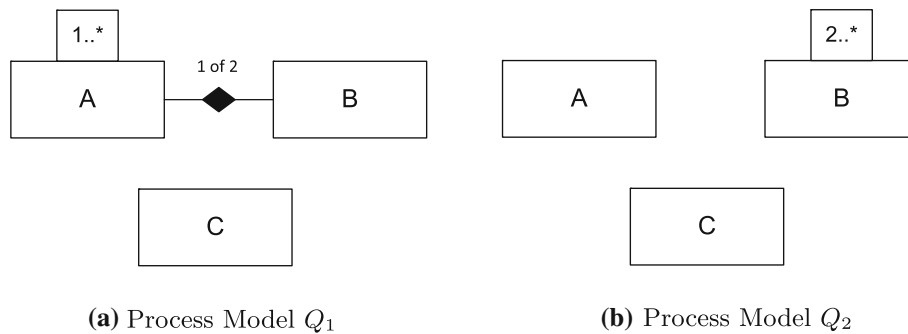 1..*
1 of 2
A
B
C
(a) Process Model Q1
2..*
A
B
C
(b) Process Model Q2